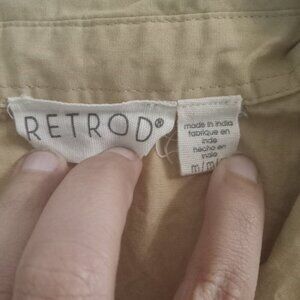 RETROD®
made in india
fabriqué en
inde
hecho en
india
m/m/